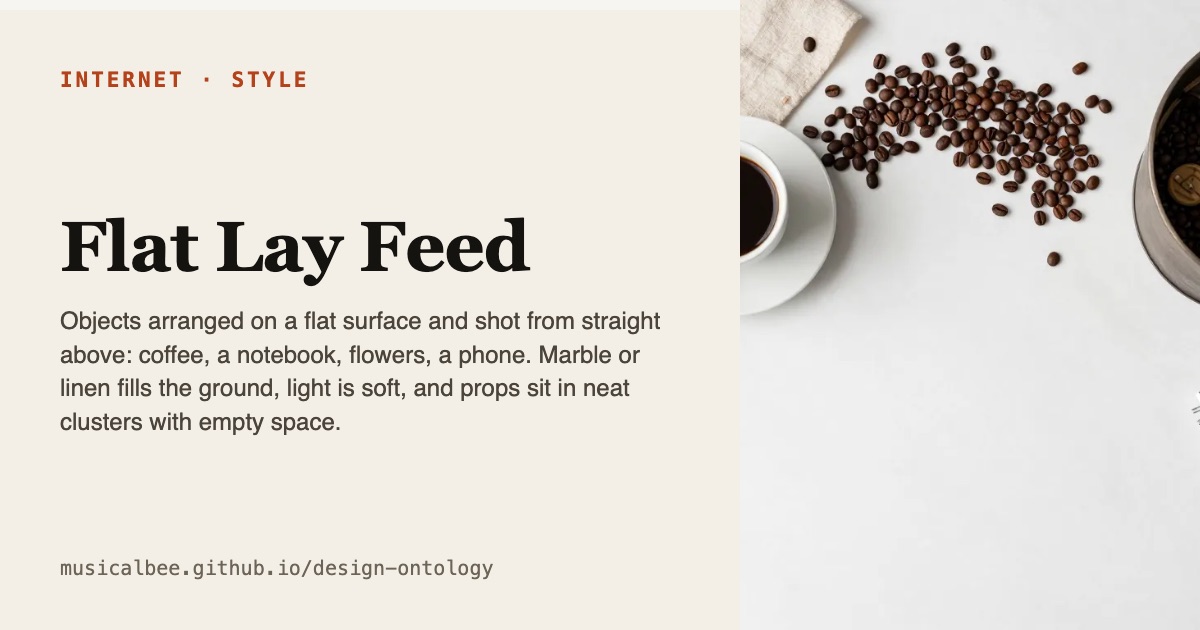 INTERNET · STYLE
Flat Lay Feed
Objects arranged on a flat surface and shot from straight
above: coffee, a notebook, flowers, a phone. Marble or
linen fills the ground, light is soft, and props sit in neat
clusters with empty space.
musicalbee.github.io/design-ontology